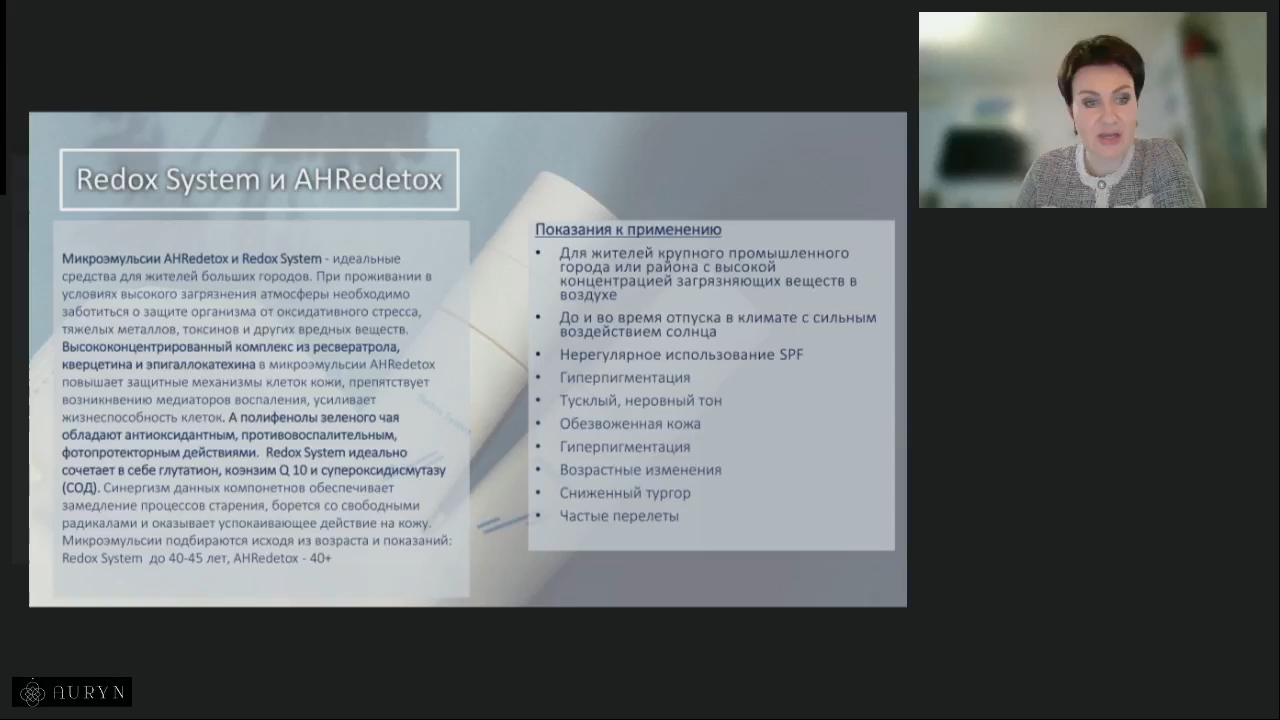 Redox System и AHRedetox
Микроэмульсии AHRedetox и Redox System - идеальные
средства для жителей больших городов. При проживании в
условиях высокого загрязнения атмосферы необходимо
заботиться о защите организма от оксидативного стресса,
тяжелых металлов, токсинов и других вредных веществ.
Высококонцентрированный комплекс из ресвератрола,
кверцетина и эпигаллокатехина в микроэмульсии AHRedetox
повышает защитные механизмы клеток кожи, препятствует
возникнвению медиаторов воспаления, усиливает
жизнеспособность клеток. А полифенолы зеленого чая
обладают антиоксидантным, противовоспалительным,
фотопротекторным действиями. Redox System идеально
сочетает в себе глутатион, коэнзим Q 10 и супероксидисмутазу
(СОД). Синергизм данных компонетнов обеспечивает
замедление процессов старения, борется со свободными
радикалами и оказывает успокаивающее действие на кожу.
Микроэмульсии подбираются исходя из возраста и показаний:
Redox System до 40-45 лет, AHRedetox - 40+
Показания к применению
• Для жителей крупного промышленного
города или района с высокой
концентрацией загрязняющих веществ в
воздухе
• До и во время отпуска в климате с сильным
воздействием солнца
• Нерегулярное использование SPF
• Гиперпигментация
• Тусклый, неровный тон
• Обезвоженная кожа
• Гиперпигментация
• Возрастные изменения
• Сниженный тургор
• Частые перелеты
Redox System
AURYN